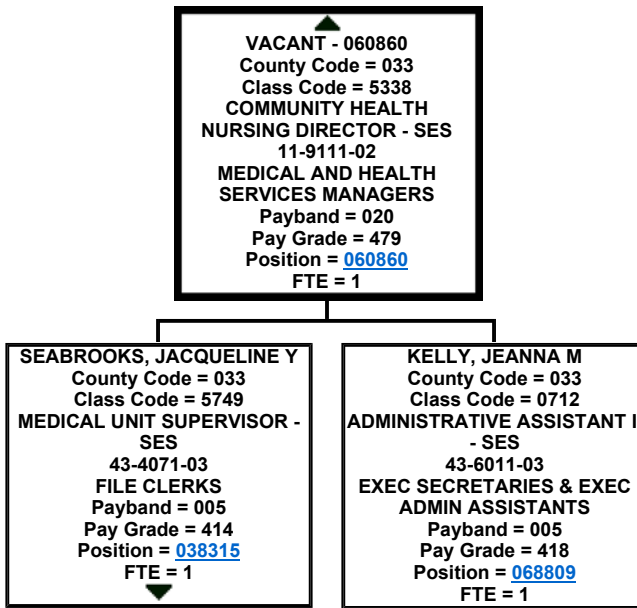 VACANT - 060860
County Code = 033
Class Code = 5338
COMMUNITY HEALTH
NURSING DIRECTOR - SES
11-9111-02
MEDICAL AND HEALTH
SERVICES MANAGERS
Payband = 020
Pay Grade = 479
Position = 060860
FTE = 1
SEABROOKS, JACQUELINE Y
County Code = 033
Class Code = 5749
MEDICAL UNIT SUPERVISOR -
SES
43-4071-03
FILE CLERKS
Payband = 005
Pay Grade = 414
Position = 038315
FTE = 1
KELLY, JEANNA M
County Code = 033
Class Code = 0712
ADMINISTRATIVE ASSISTANT I
- SES
43-6011-03
EXEC SECRETARIES & EXEC
ADMIN ASSISTANTS
Payband = 005
Pay Grade = 418
Position = 068809
FTE = 1